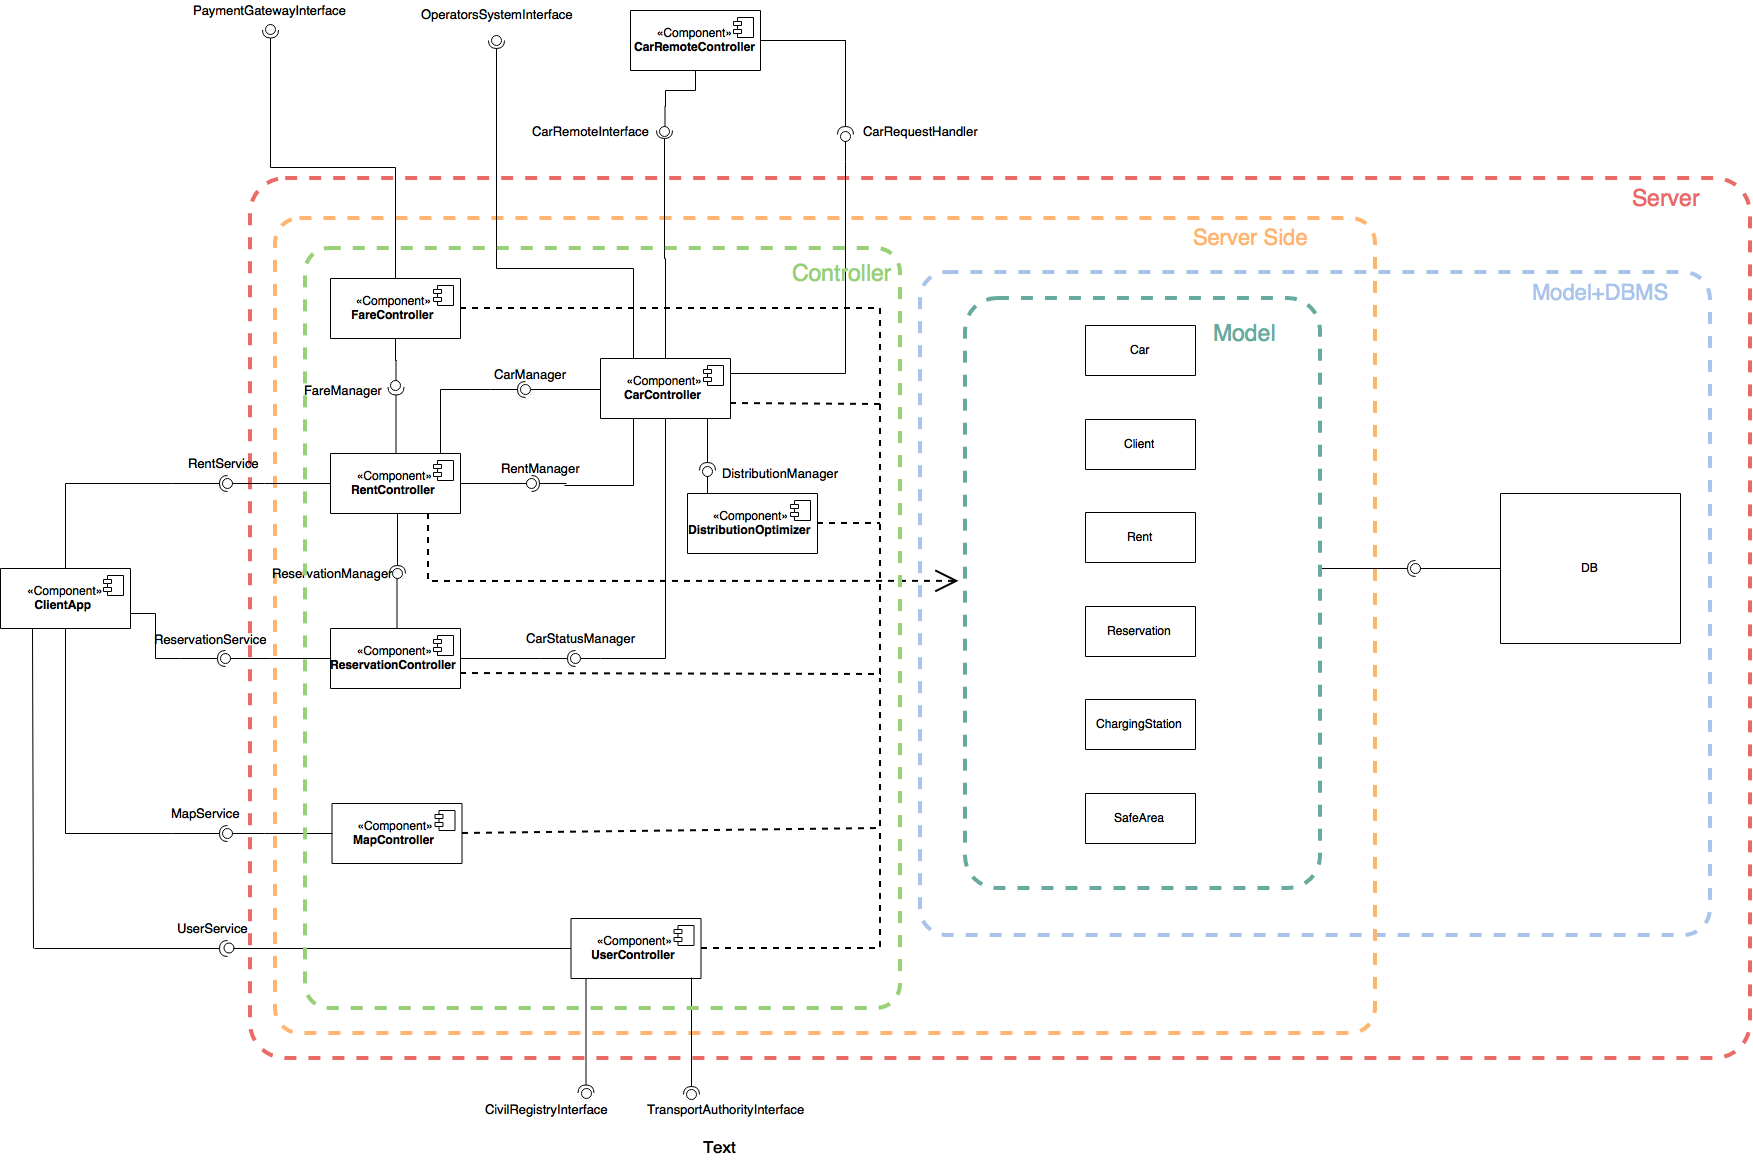 PaymentGatewayInterface
OperatorsSystemInterface
«Component»
CarRemoteController
CarRemoteInterface
CarRequestHandler
Server
Server Side
Controller
Model+DBMS
Model
«Component»
FareController
Car
CarManager
«Component»
CarController
FareManager
Client
RentService
«Component»
RentController
RentManager
DistributionManager
«Component»
DistributionOptimizer
Rent
ReservationManager
DB
«Component»
ClientApp
ReservationService
«Component»
ReservationController
CarStatusManager
Reservation
ChargingStation
MapService
«Component»
MapController
SafeArea
UserService
«Component»
UserController
CivilRegistryInterface
TransportAuthorityInterface
Text